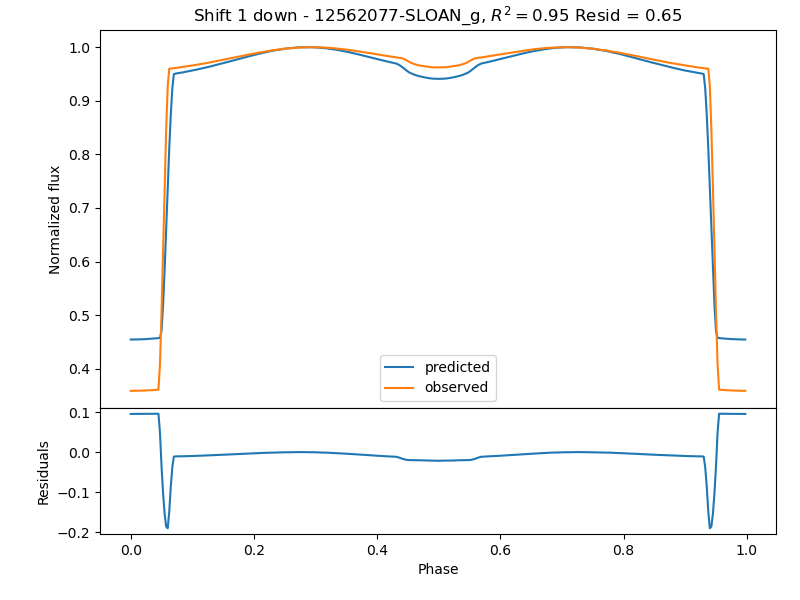 Shift 1 down - 12562077-SLOAN_g, R² = 0.95 Resid = 0.65
1.0
0.9
0.8
0.7
0.6
0.5
0.4
Normalized flux
predicted
observed
0.1
0.0
−0.1
−0.2
Residuals
0.0 0.2 0.4 0.6 0.8 1.0
Phase